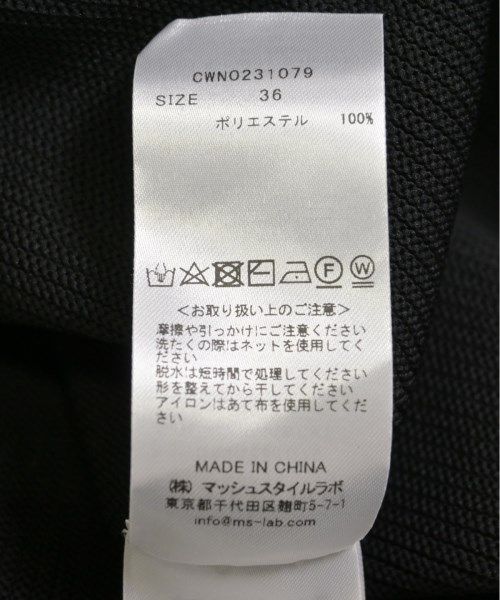 CWNO231079
SIZE 36
ポリエステル 100%
F W
<お取り扱い上のご注意>
摩擦や引っかけにご注意ください
洗たくの際はネットを使用してく
ださい
脱水は短時間で処理してください
形を整えてから干してください
アイロンはあて布を使用してくだ
さい
MADE IN CHINA
(株) マッシュスタイルラボ
東京都千代田区麹町5-7-1
info@ms-lab.com